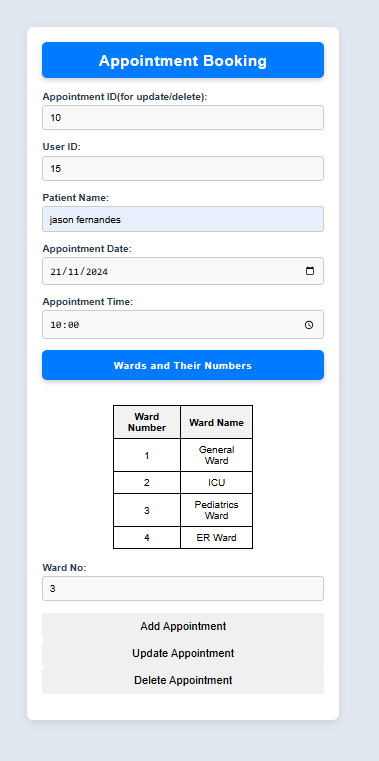 Appointment Booking
Appointment ID(for update/delete):
10
User ID:
15
Patient Name:
jason fernandes
Appointment Date:
21/11/2024
Appointment Time:
10:00
Wards and Their Numbers
Ward Number Ward Name
1 General Ward
2 ICU
3 Pediatrics Ward
4 ER Ward
Ward No:
3
Add Appointment
Update Appointment
Delete Appointment